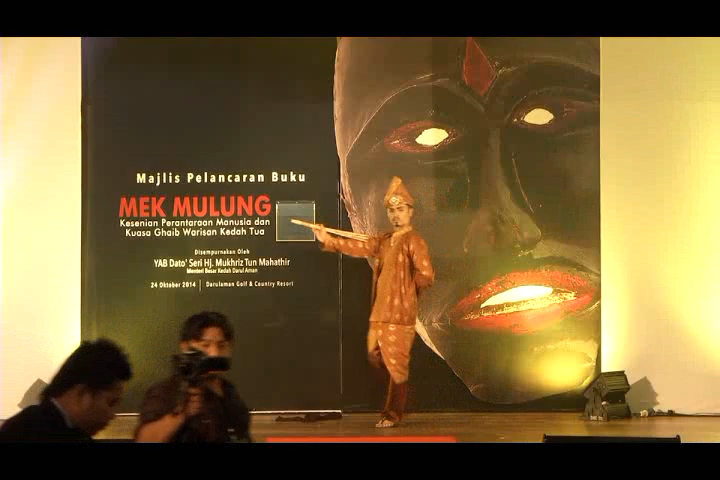 Majlis Pelancaran Buku
MEK MULUNG
Kesenian Perantaraan Manusia dan
Kuasa Ghaib Warisan Kedah Tua
Disempurnakan Oleh
YAB Dato' Seri HJ. Mukhriz Tun Mahathir
Menteri Besar Kedah Darul Aman
24 Oktober 2014 | Darulaman Golf & Country Resort